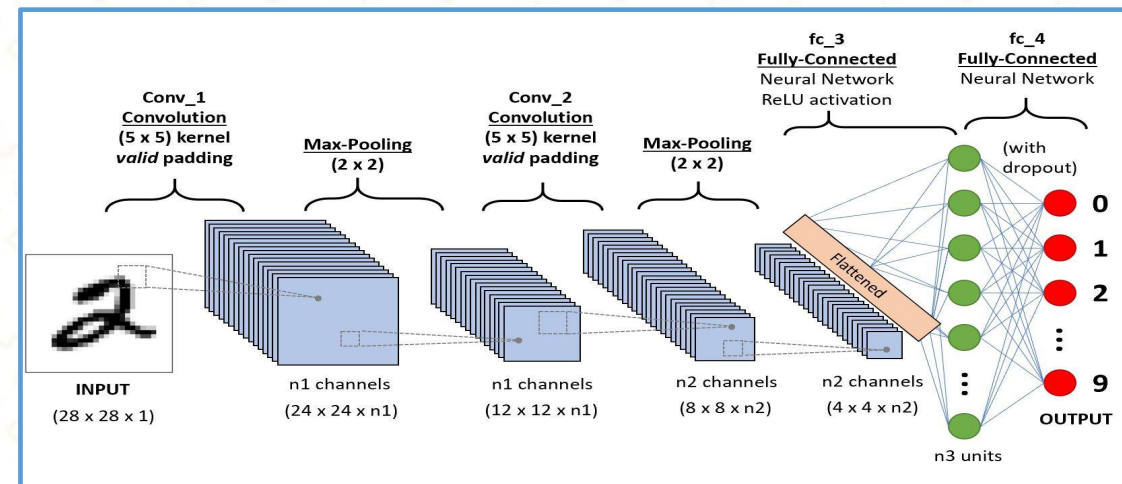 fc_3
Fully-Connected
Neural Network
ReLU activation
fc_4
Fully-Connected
Neural Network
Conv_1
Convolution
(5 x 5) kernel
valid padding
Max-Pooling
(2 x 2)
Conv_2
Convolution
(5 x 5) kernel
valid padding
Max-Pooling
(2 x 2)
(with
dropout)
Flattened
0
1
2
9
INPUT
(28 x 28 x 1)
n1 channels
(24 x 24 x n1)
n1 channels
(12 x 12 x n1)
n2 channels
(8 x 8 x n2)
n2 channels
(4 x 4 x n2)
n3 units
OUTPUT